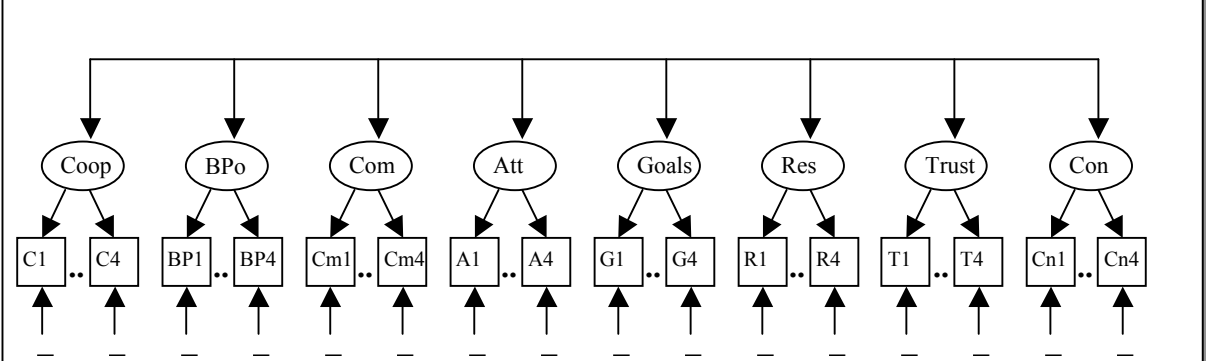 Coop BPo Com Att Goals Res Trust Con
C1 .. C4 BP1 .. BP4 Cm1 .. Cm4 A1 .. A4 G1 .. G4 R1 .. R4 T1 .. T4 Cn1 .. Cn4
_ _ _ _ _ _ _ _ _ _ _ _ _ _ _ _